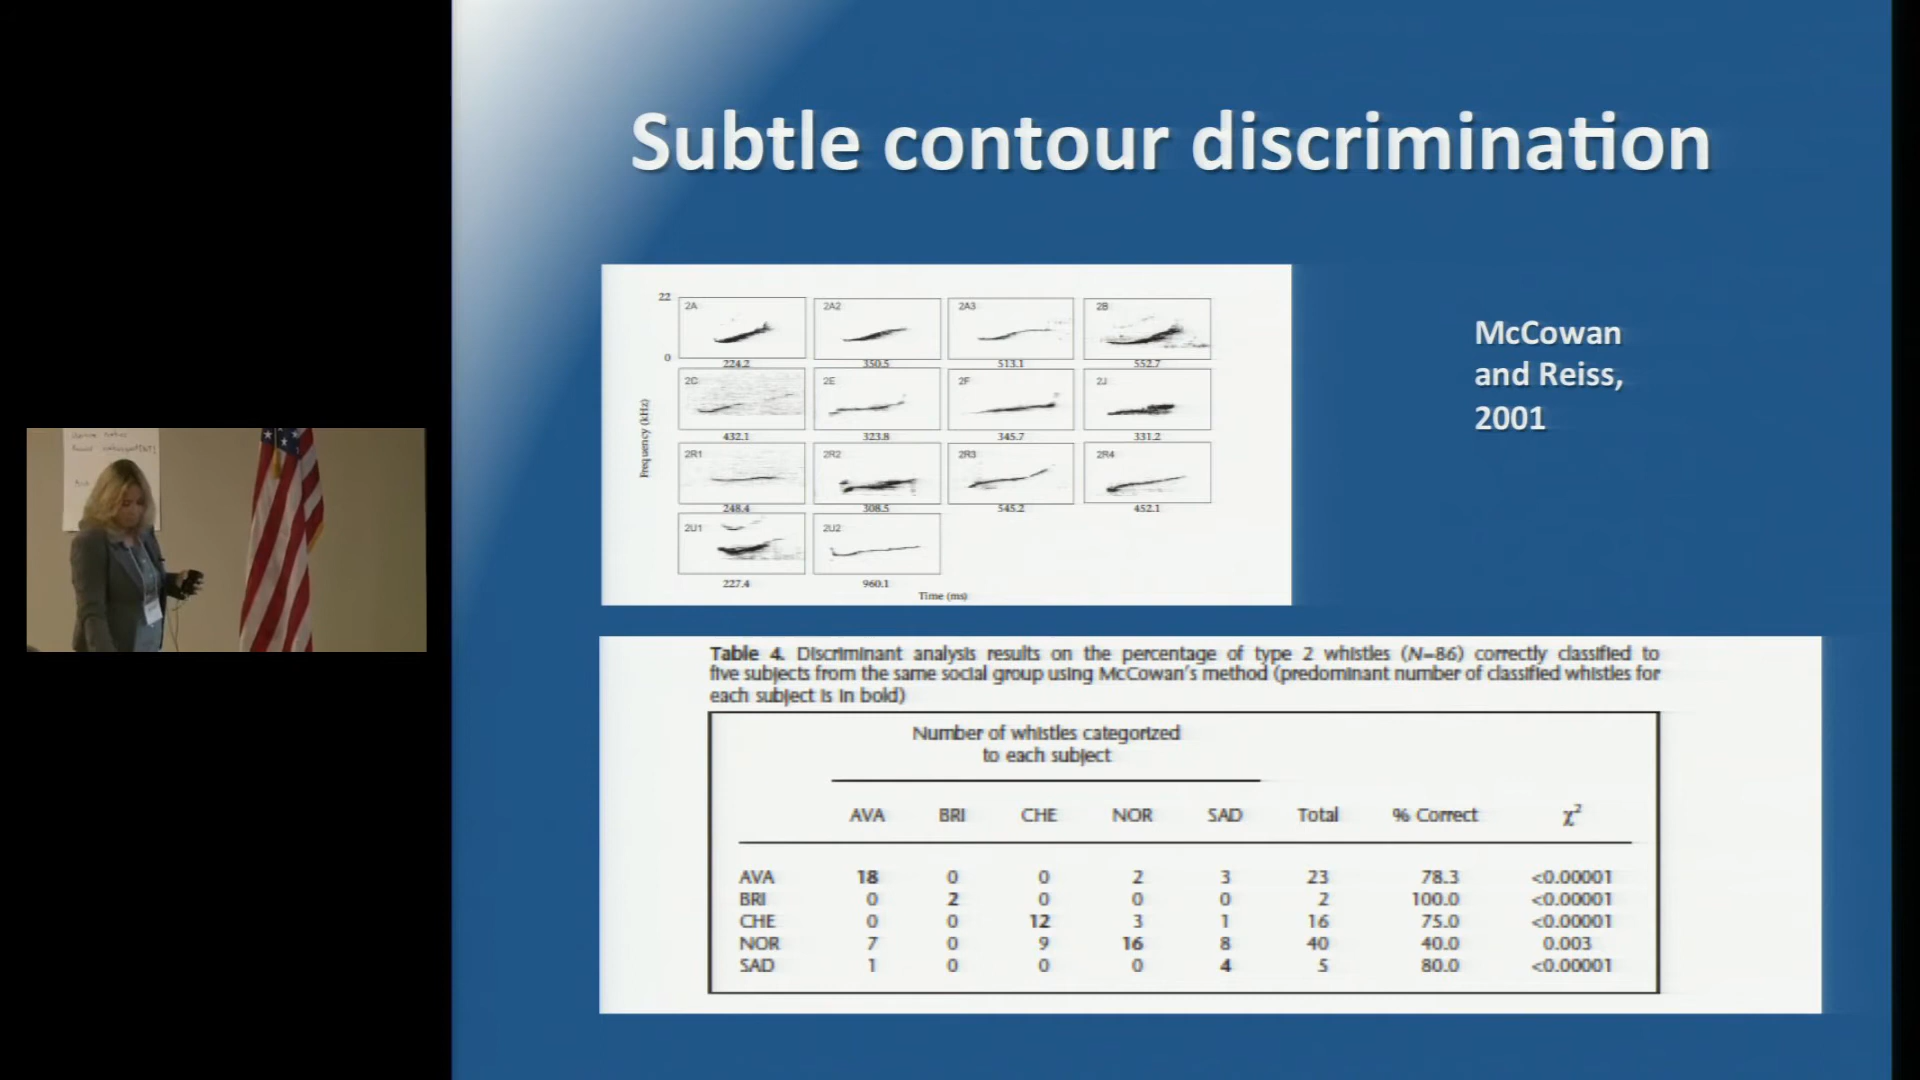 Subtle contour discrimination
22
0
2A 2A2 2A3 2B
224.2 350.5 513.1 552.7
2C 2E 2F 2J
432.1 323.8 345.7 331.2
2R1 2R2 2R3 2R4
248.4 308.5 545.2 452.1
2U1 2U2
227.4 960.1
Frequency (kHz)
Time (ms)
McCowan
and Reiss,
2001
Table 4. Discriminant analysis results on the percentage of type 2 whistles (N=86) correctly classified to
five subjects from the same social group using McCowan's method (predominant number of classified whistles for
each subject is in bold)
Number of whistles categorized
to each subject
AVA BRI CHE NOR SAD Total % Correct χ²
AVA 18 0 0 2 3 23 78.3 <0.00001
BRI 0 2 0 0 0 2 100.0 <0.00001
CHE 0 0 12 3 1 16 75.0 <0.00001
NOR 7 0 9 16 8 40 40.0 0.003
SAD 1 0 0 0 4 5 80.0 <0.00001